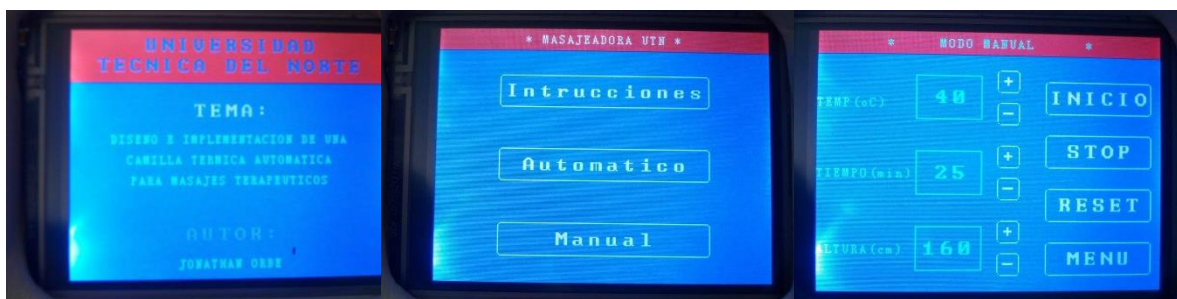 UNIVERSIDAD
TECNICA DEL NORTE
TEMA:
DISENO E IMPLEMENTACION DE UNA
CAMILLA TERMICA AUTOMATICA
PARA MASAJES TERAPEUTICOS
AUTOR:
JONATHAN ORBE
* MASAJEADORA UTN *
Intrucciones
Automatico
Manual
* MODO MANUAL *
TEMP(oC) 40 + - INICIO
TIEMPO(min) 25 + - STOP
RESET
ALTURA(cm) 160 + - MENU